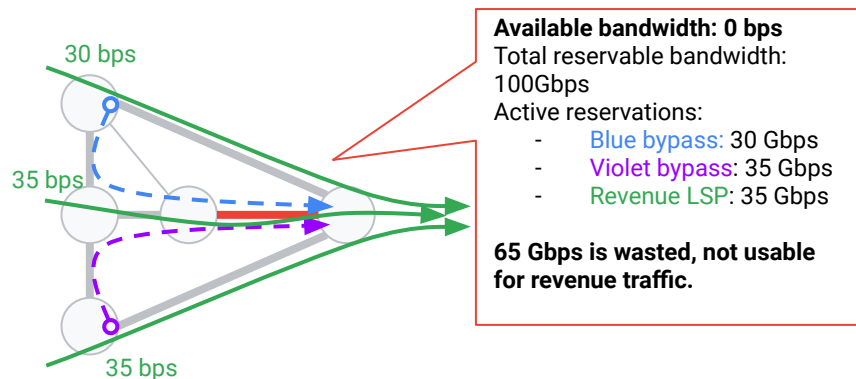 30 bps
35 bps
35 bps
Available bandwidth: 0 bps
Total reservable bandwidth:
100Gbps
Active reservations:
- Blue bypass: 30 Gbps
- Violet bypass: 35 Gbps
- Revenue LSP: 35 Gbps
65 Gbps is wasted, not usable
for revenue traffic.